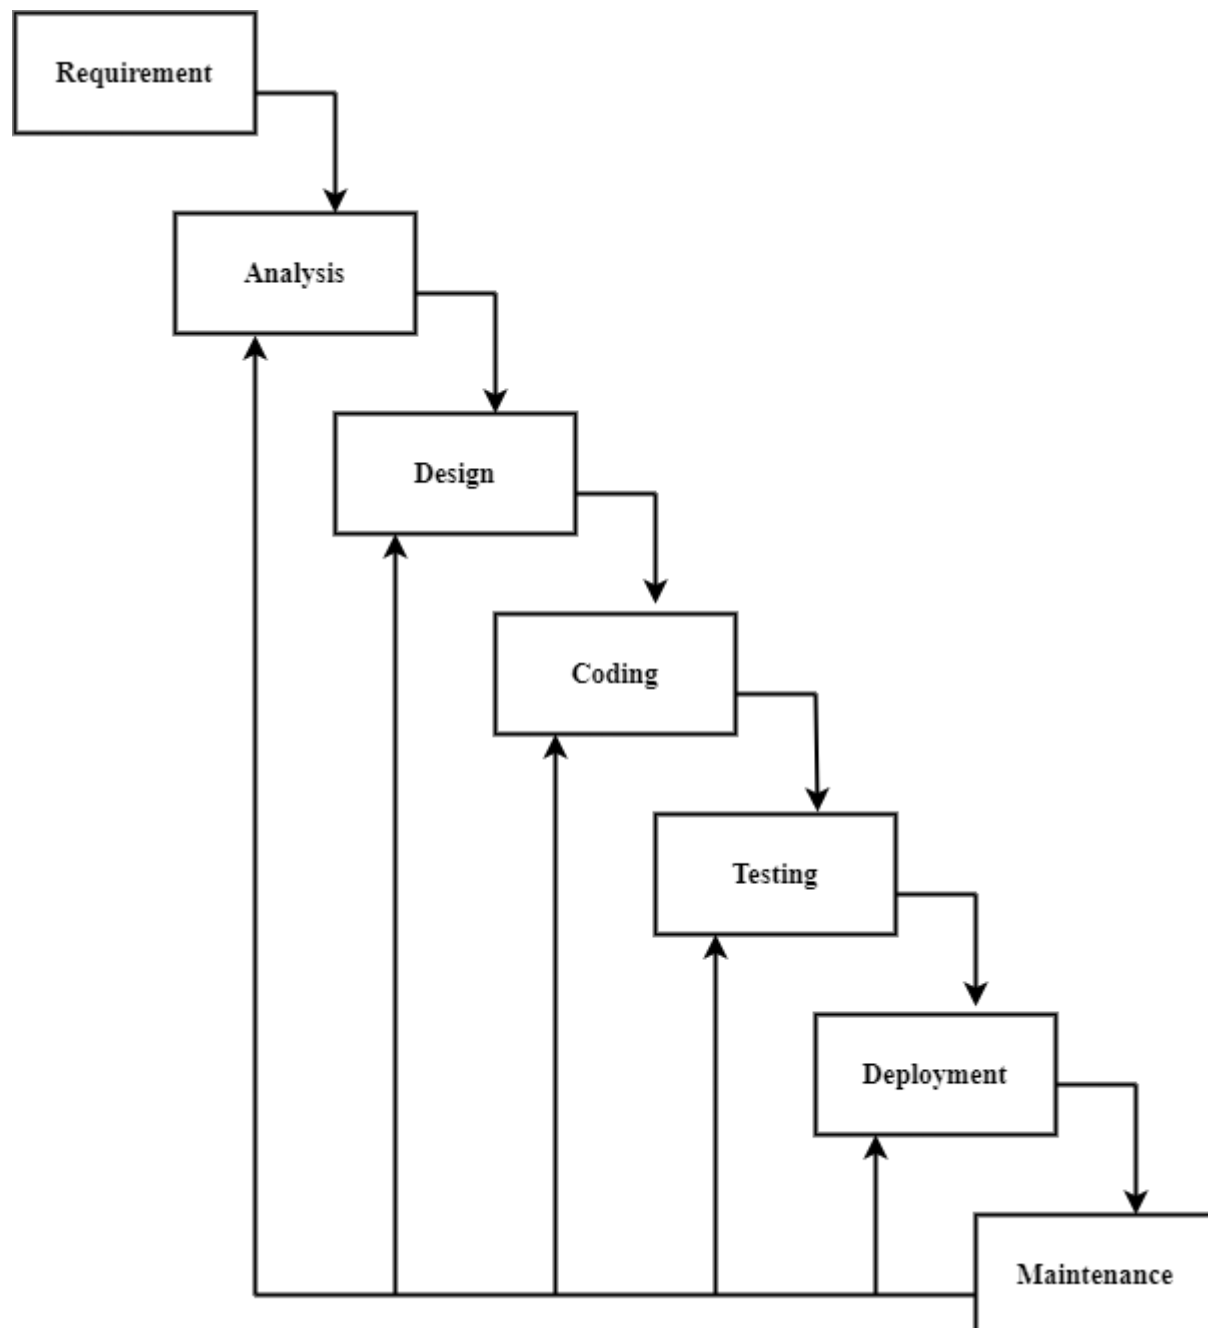 Requirement
Analysis
Design
Coding
Testing
Deployment
Maintenance